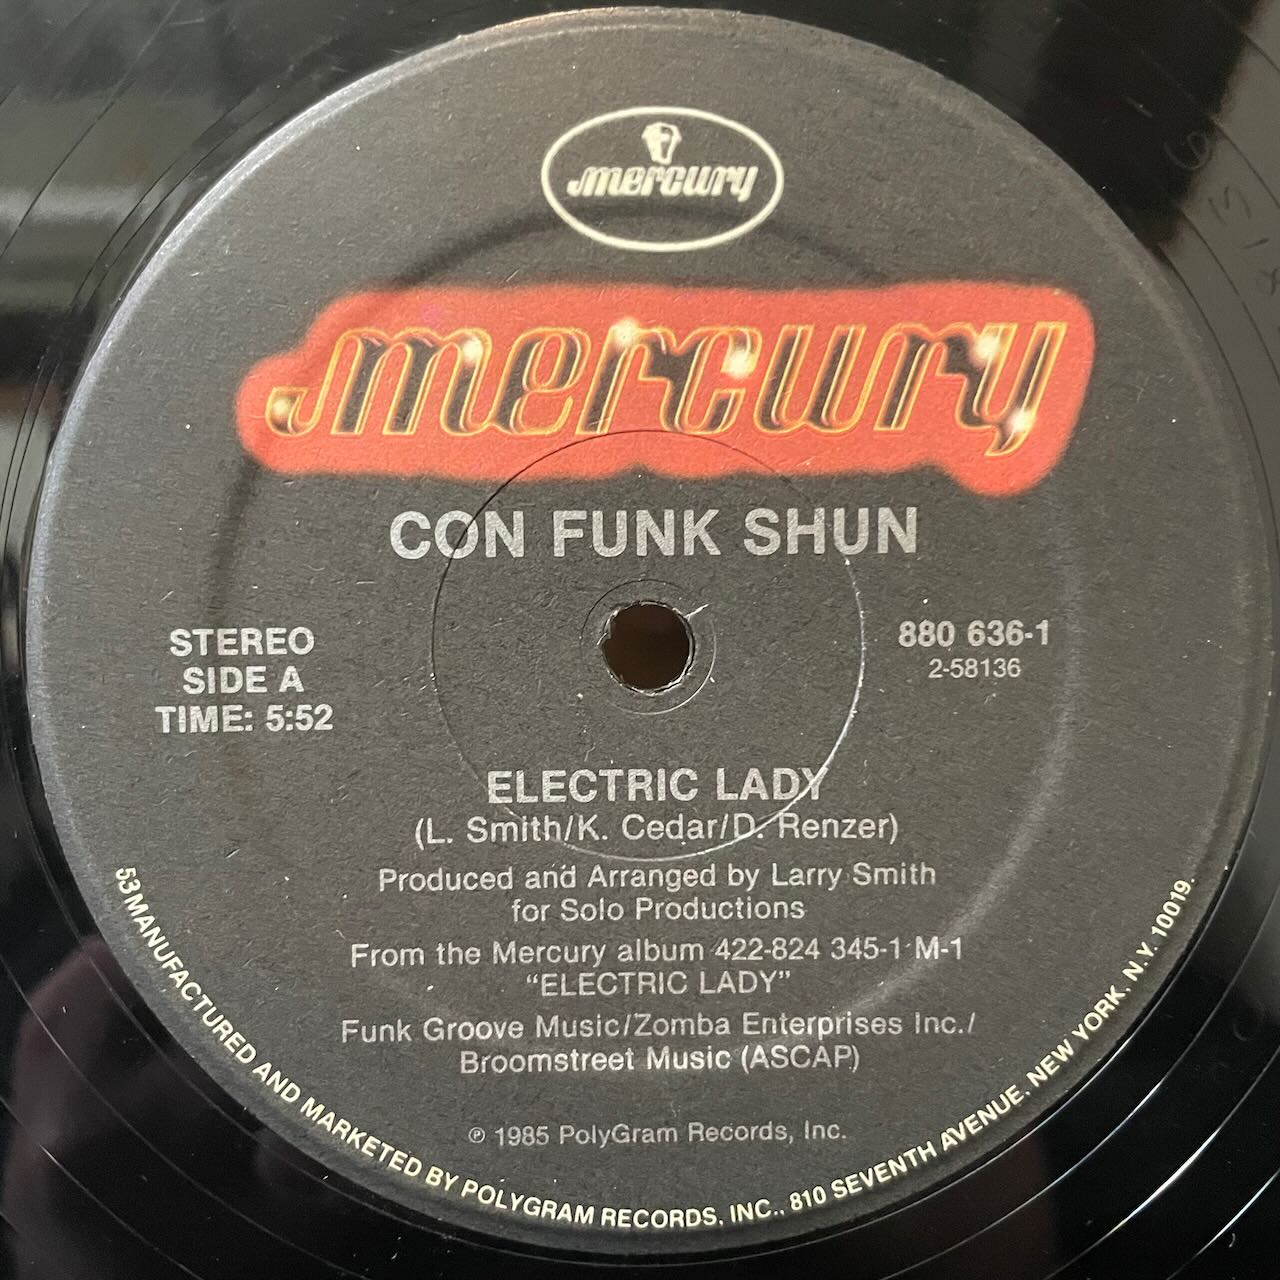 mercury
mercury
CON FUNK SHUN
STEREO
SIDE A
TIME: 5:52
880 636-1
2-58136
ELECTRIC LADY
(L. Smith/K. Cedar/D. Renzer)
Produced and Arranged by Larry Smith
for Solo Productions
From the Mercury album 422-824 345-1 M-1
“ELECTRIC LADY”
Funk Groove Music/Zomba Enterprises Inc./
Broomstreet Music (ASCAP)
℗ 1985 PolyGram Records, Inc.
53MANUFACTURED AND MARKETED BY POLYGRAM RECORDS, INC., 810 SEVENTH AVENUE, NEW YORK, N.Y. 10019.